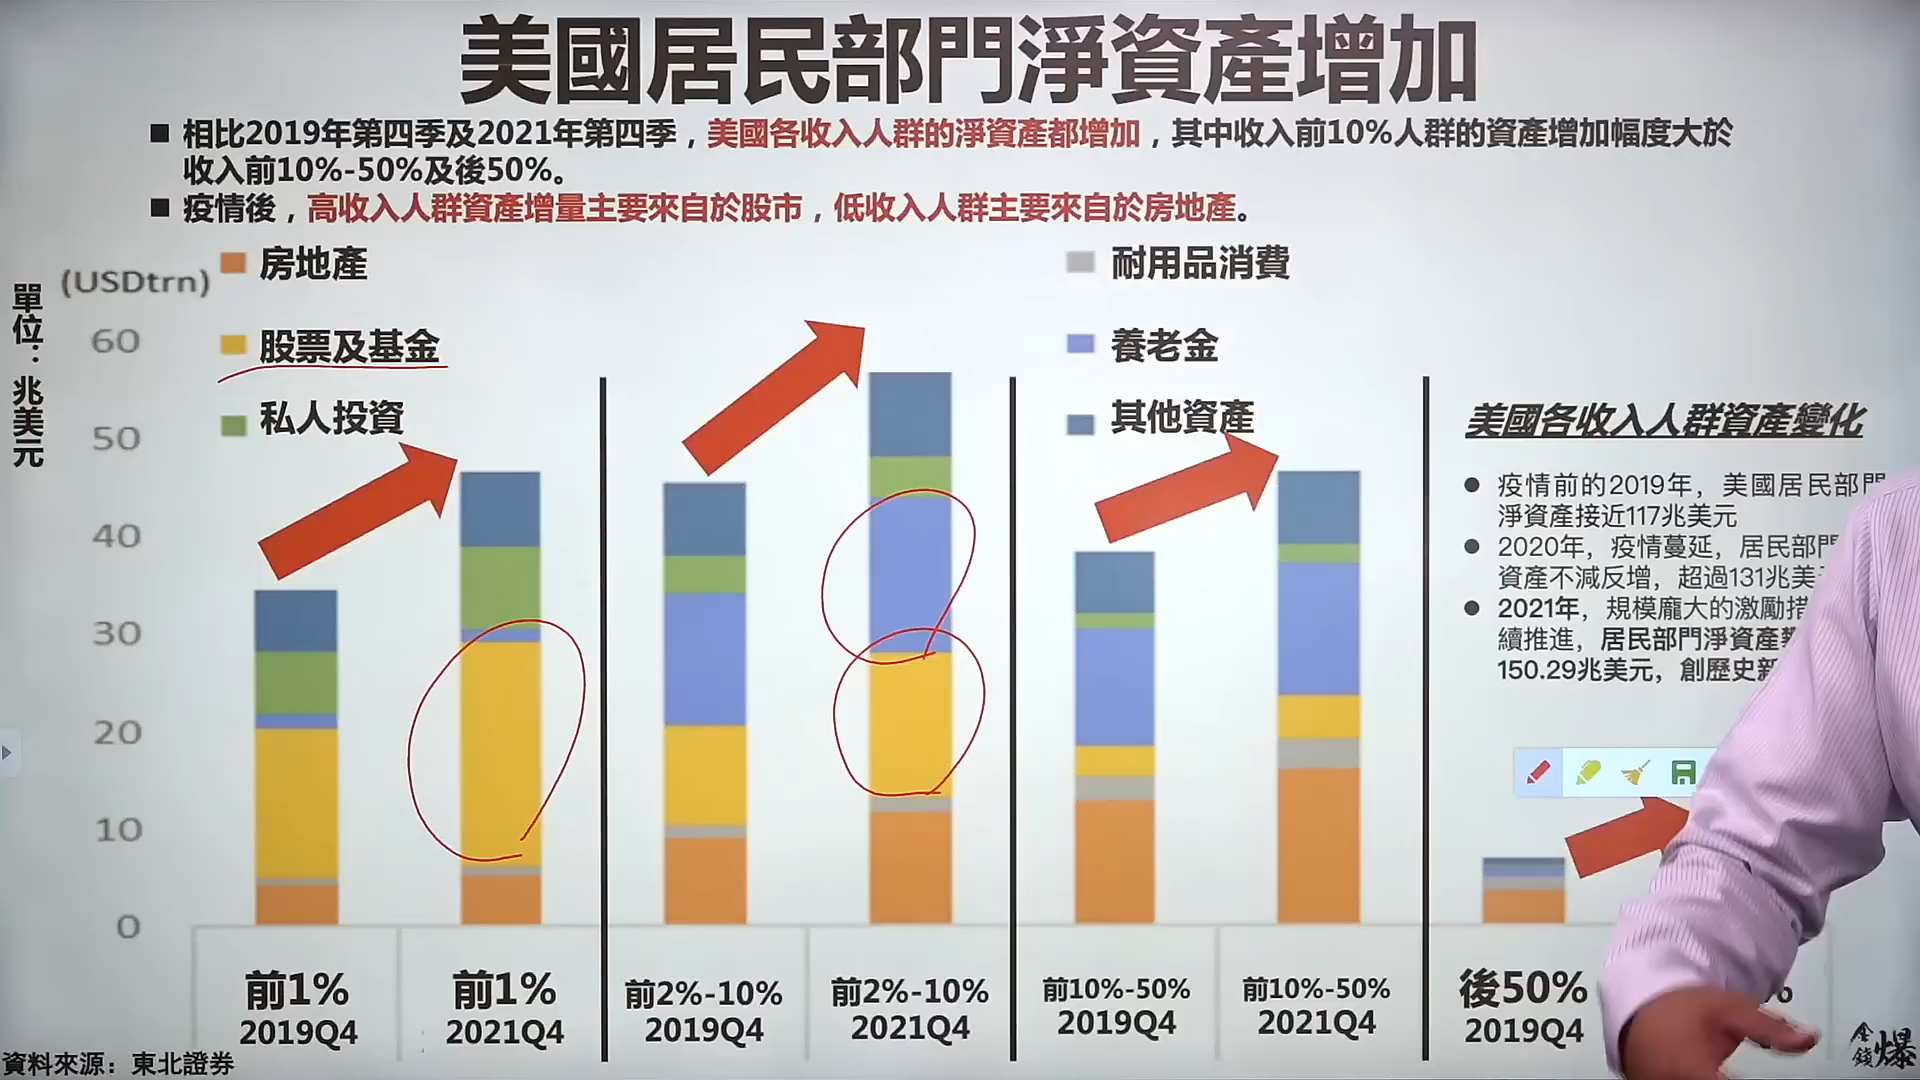 美國居民部門淨資產增加
■ 相比2019年第四季及2021年第四季，美國各收入人群的淨資產都增加，其中收入前10%人群的資產增加幅度大於
收入前10%-50%及後50%。
■ 疫情後，高收入人群資產增量主要來自於股市，低收入人群主要來自於房地產。
單位：兆美元
(USDtrn)
房地產
股票及基金
私人投資
耐用品消費
養老金
其他資產
60
50
40
30
20
10
0
美國各收入人群資產變化
● 疫情前的2019年，美國居民部門
淨資產接近117兆美元
● 2020年，疫情蔓延，居民部門
資產不減反增，超過131兆美
● 2021年，規模龐大的激勵措
續推進，居民部門淨資產
150.29兆美元，創歷史新
前1%
2019Q4
前1%
2021Q4
前2%-10%
2019Q4
前2%-10%
2021Q4
前10%-50%
2019Q4
前10%-50%
2021Q4
後50%
2019Q4
%
資料來源：東北證券
金錢爆